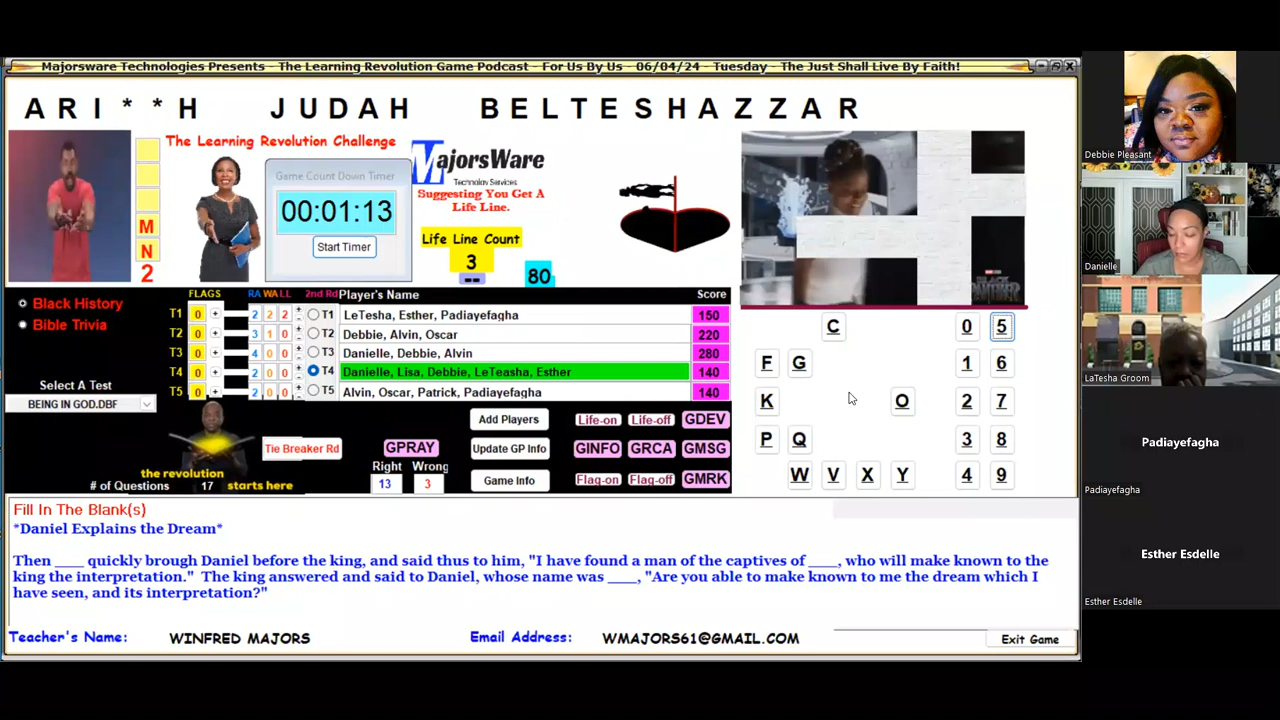 Majorsware Technologies Presents - The Learning Revolution Game Podcast - For Us By Us - 06/04/24 - Tuesday - The Just Shall Live By Faith!
ARI**H JUDAH BELTESHAZZAR
The Learning Revolution Challenge
MajorsWare
Technology Services
Suggesting You Get A
Life Line.
Game Count Down Timer
00:01:13
Start Timer
Life Line Count
3
--
80
M
N
2
BLACK PANTHER
Black History
Bible Trivia
FLAGS RA WA LL 2nd Rd Player's Name Score
T1 0 + 2 2 2 T1 LeTesha, Esther, Padiayefagha 150
T2 0 + 3 1 0 T2 Debbie, Alvin, Oscar 220
T3 0 + 4 0 0 T3 Danielle, Debbie, Alvin 280
T4 0 + 2 0 0 T4 Danielle, Lisa, Debbie, LeTeasha, Esther 140
T5 0 + 2 0 0 T5 Alvin, Oscar, Patrick, Padiayefagha 140
Select A Test
BEING IN GOD.DBF
the revolution
starts here
# of Questions 17
Tie Breaker Rd
GPRAY
Right Wrong
13 3
Add Players
Update GP Info
Game Info
Life-on Life-off GDEV
GINFO GRCA GMSG
Flag-on Flag-off GMRK
C 0 5
F G 1 6
K O 2 7
P Q 3 8
W V X Y 4 9
Fill In The Blank(s)
*Daniel Explains the Dream*
Then ____ quickly brough Daniel before the king, and said thus to him, "I have found a man of the captives of ____, who will make known to the
king the interpretation." The king answered and said to Daniel, whose name was ____, "Are you able to make known to me the dream which I
have seen, and its interpretation?"
Teacher's Name: WINFRED MAJORS Email Address: WMAJORS61@GMAIL.COM
Exit Game
Debbie Pleasant
Danielle
LaTesha Groom
Padiayefagha
Padiayefagha
Esther Esdelle
Esther Esdelle